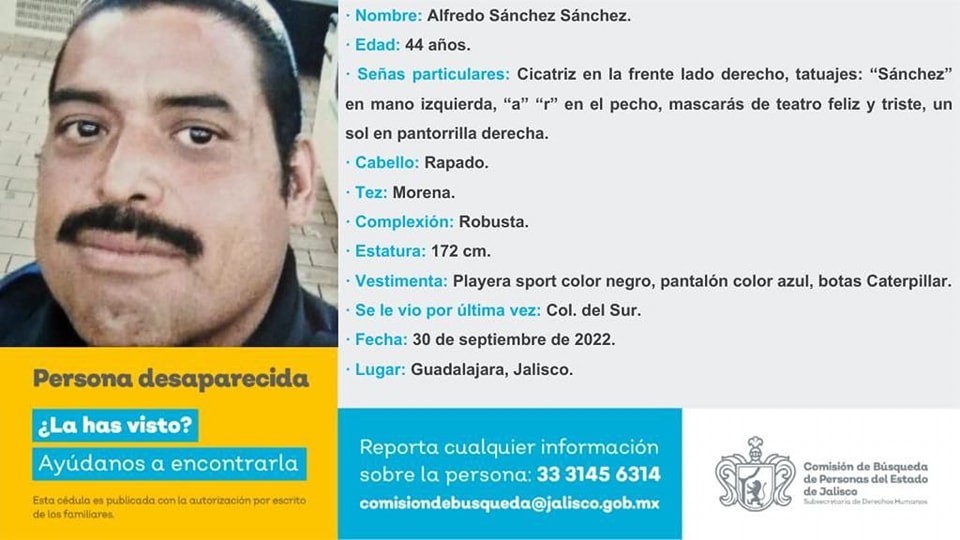 · Nombre: Alfredo Sánchez Sánchez.
· Edad: 44 años.
· Señas particulares: Cicatriz en la frente lado derecho, tatuajes: “Sánchez”
en mano izquierda, “a” “r” en el pecho, mascarás de teatro feliz y triste, un
sol en pantorrilla derecha.
· Cabello: Rapado.
· Tez: Morena.
· Complexión: Robusta.
· Estatura: 172 cm.
· Vestimenta: Playera sport color negro, pantalón color azul, botas Caterpillar.
· Se le vio por última vez: Col. del Sur.
· Fecha: 30 de septiembre de 2022.
· Lugar: Guadalajara, Jalisco.
Persona desaparecida
¿La has visto?
Ayúdanos a encontrarla
Esta cédula es publicada con la autorización por escrito
de los familiares.
Reporta cualquier información
sobre la persona: 33 3145 6314
comisiondebusqueda@jalisco.gob.mx
Comisión de Búsqueda
de Personas del Estado
de Jalisco
Subsecretaría de Derechos Humanos